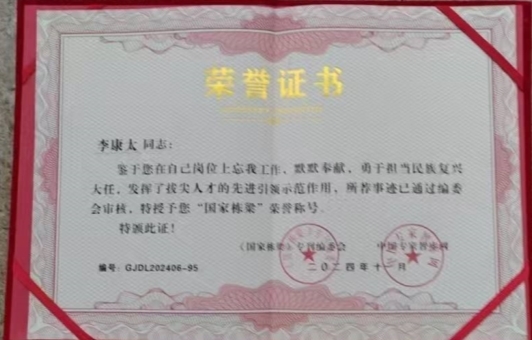 荣誉证书
李康太 同志：
鉴于您在自己岗位上忘我工作、默默奉献，勇于担当民族复兴
大任，发挥了拔尖人才的先进引领示范作用，所荐事迹已通过编委
会审核，特授予您“国家栋梁”荣誉称号。
特颁此证！
《国家栋梁》专刊编委会 中国专家智库网
编号：GJDL202406-95 二〇二四年十一月